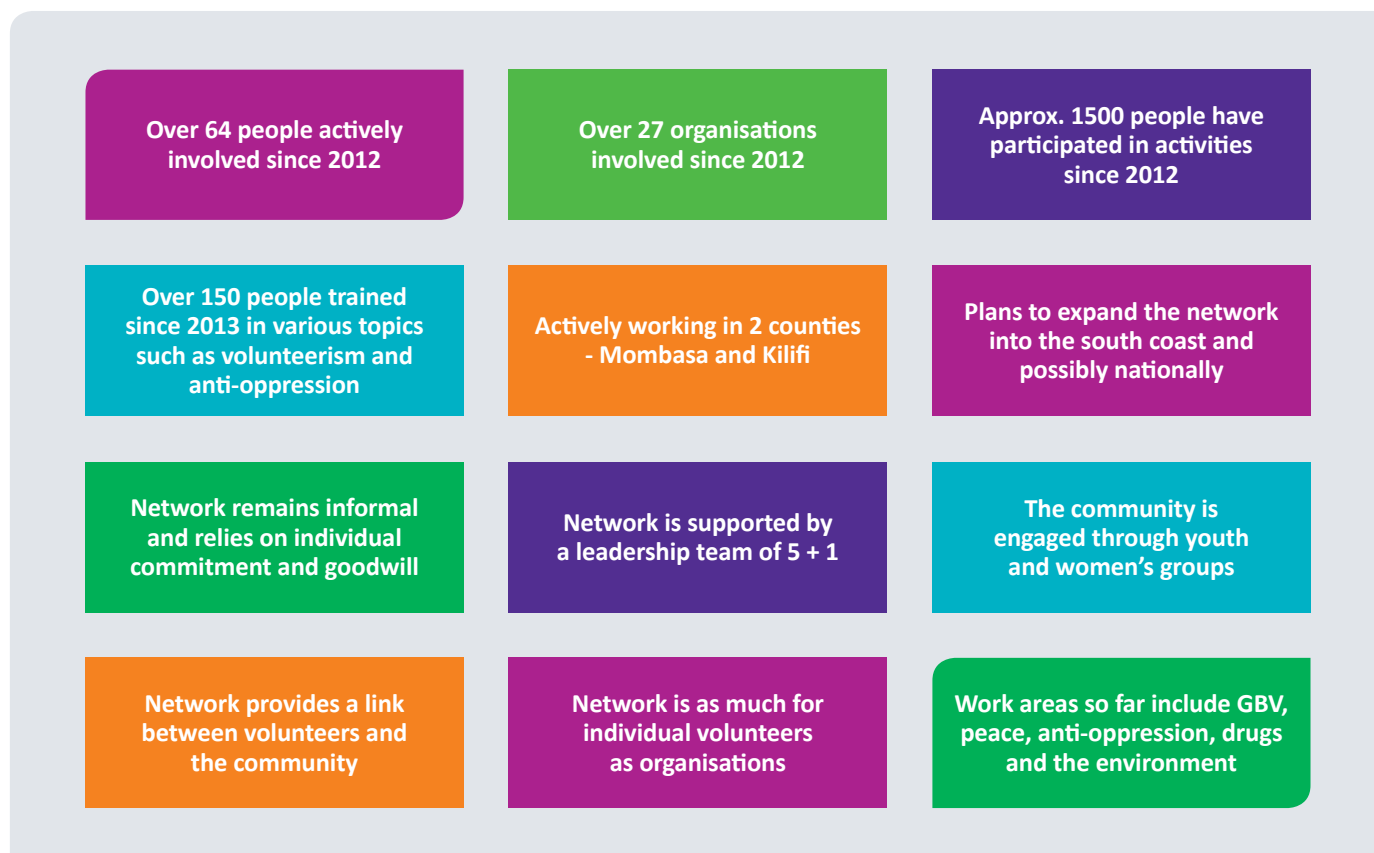 Over 64 people actively
involved since 2012
Over 27 organisations
involved since 2012
Approx. 1500 people have
participated in activities
since 2012
Over 150 people trained
since 2013 in various topics
such as volunteerism and
anti-oppression
Actively working in 2 counties
- Mombasa and Kilifi
Plans to expand the network
into the south coast and
possibly nationally
Network remains informal
and relies on individual
commitment and goodwill
Network is supported by
a leadership team of 5 + 1
The community is
engaged through youth
and women’s groups
Network provides a link
between volunteers and
the community
Network is as much for
individual volunteers
as organisations
Work areas so far include GBV,
peace, anti-oppression, drugs
and the environment